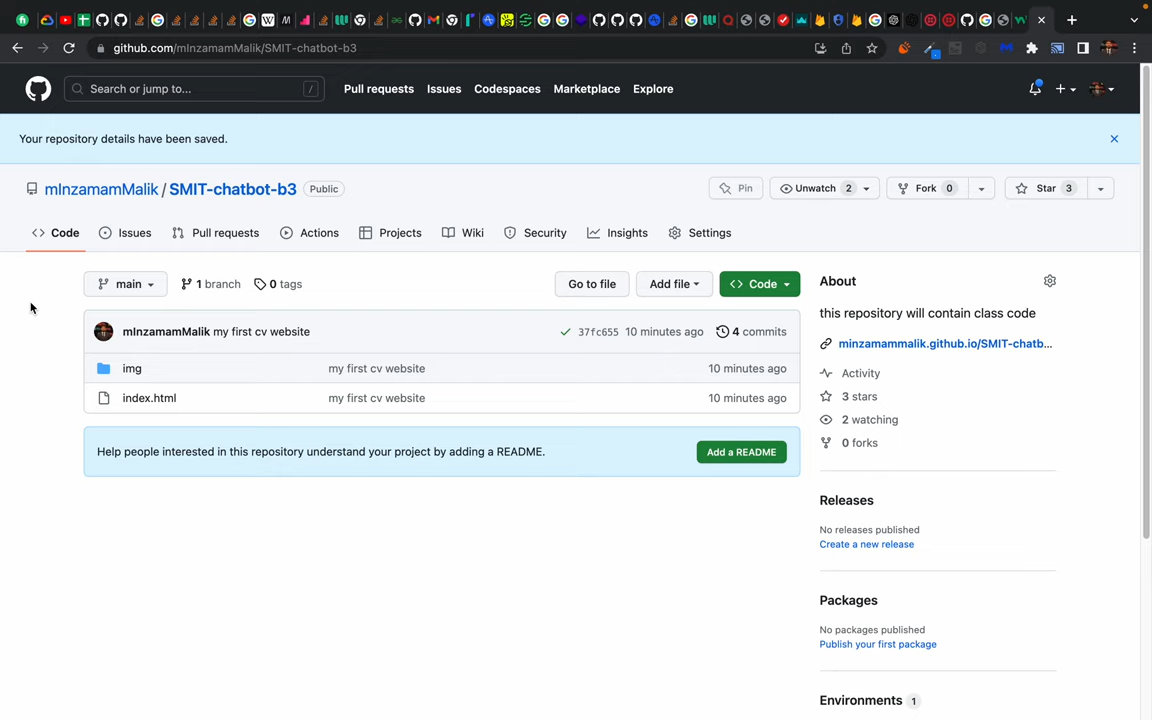 github.com/mInzamamMalik/SMIT-chatbot-b3
Search or jump to... /
Pull requests Issues Codespaces Marketplace Explore
Your repository details have been saved.
mInzamamMalik / SMIT-chatbot-b3 Public
Pin Unwatch 2 Fork 0 Star 3
Code Issues Pull requests Actions Projects Wiki Security Insights Settings
main 1 branch 0 tags Go to file Add file Code
mInzamamMalik my first cv website 37fc655 10 minutes ago 4 commits
img my first cv website 10 minutes ago
index.html my first cv website 10 minutes ago
Help people interested in this repository understand your project by adding a README. Add a README
About
this repository will contain class code
minzamammalik.github.io/SMIT-chatb...
Activity
3 stars
2 watching
0 forks
Releases
No releases published
Create a new release
Packages
No packages published
Publish your first package
Environments 1